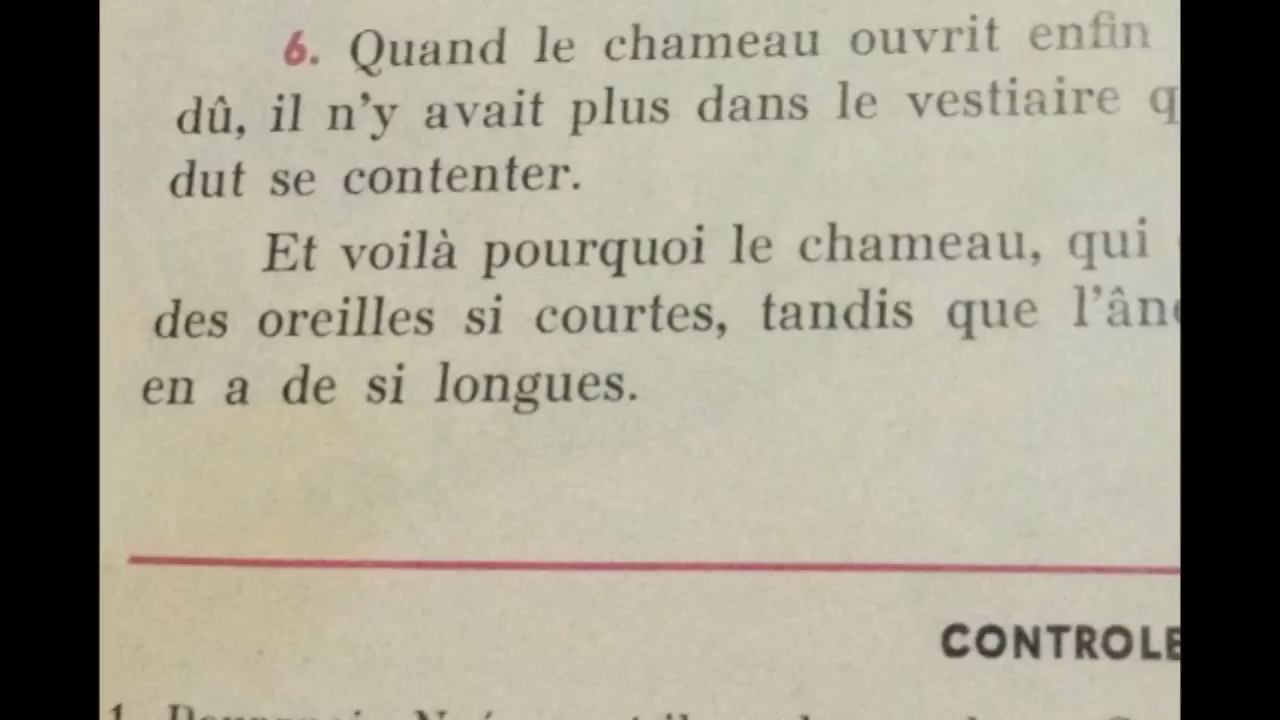 6. Quand le chameau ouvrit enfin
dû, il n'y avait plus dans le vestiaire
dut se contenter.
Et voilà pourquoi le chameau, qui
des oreilles si courtes, tandis que
en a de si longues.
CONTROLE
1.